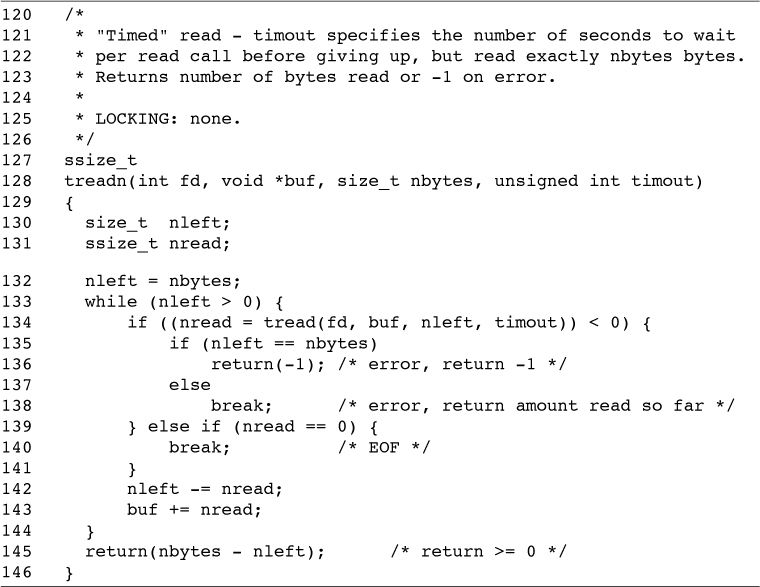 120   /*
121    * "Timed" read - timout specifies the number of seconds to wait
122    * per read call before giving up, but read exactly nbytes bytes.
123    * Returns number of bytes read or -1 on error.
124    *
125    * LOCKING: none.
126    */
127   ssize_t
128   treadn(int fd, void *buf, size_t nbytes, unsigned int timout)
129   {
130     size_t  nleft;
131     ssize_t nread;
132     nleft = nbytes;
133     while (nleft > 0) {
134         if ((nread = tread(fd, buf, nleft, timout)) < 0) {
135             if (nleft == nbytes)
136                 return(-1); /* error, return -1 */
137             else
138                 break;      /* error, return amount read so far */
139         } else if (nread == 0) {
140             break;          /* EOF */
141         }
142         nleft -= nread;
143         buf += nread;
144     }
145     return(nbytes - nleft);      /* return >= 0 */
146   }